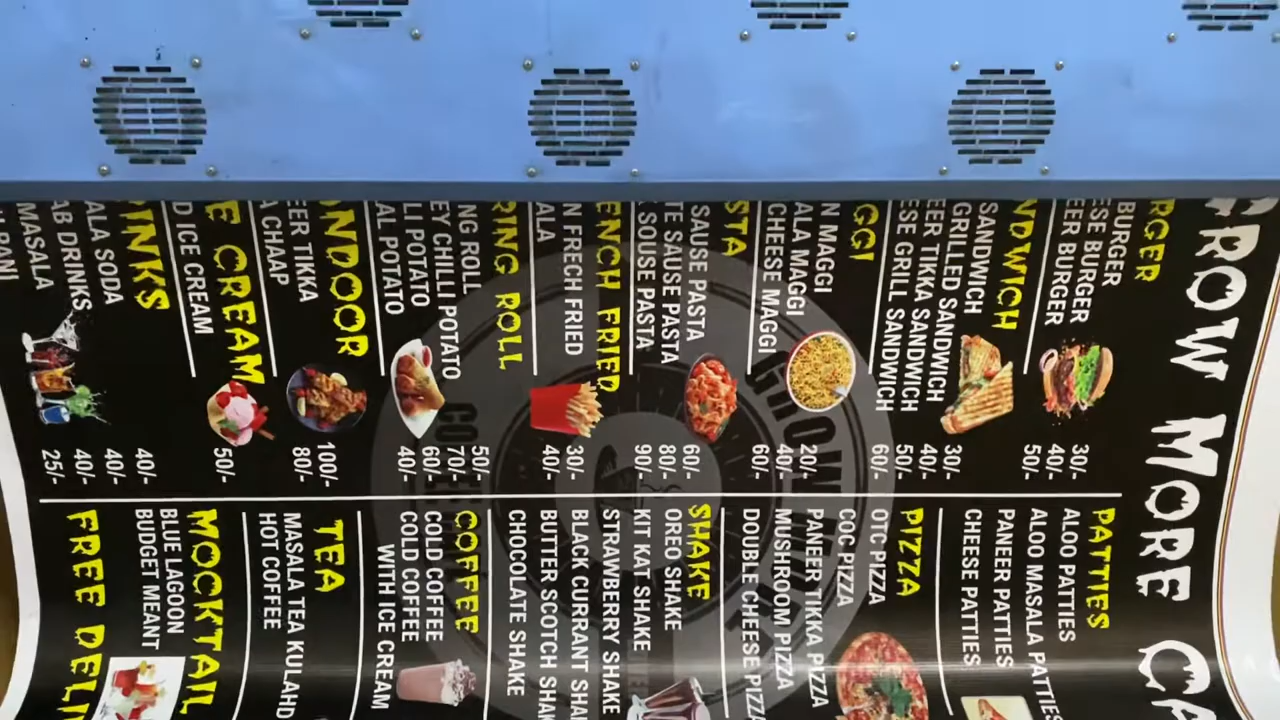 ROW MORE CA
RGER
BURGER 30/-
ESE BURGER 40/-
EER BURGER 50/-
NDWICH
SANDWICH 30/-
GRILLED SANDWICH 40/-
EER TIKKA SANDWICH 50/-
ESE GRILL SANDWICH 60/-
GGI
N MAGGI 20/-
ALA MAGGI 40/-
CHEESE MAGGI 60/-
STA
SAUSE PASTA 60/-
TE SAUSE PASTA 80/-
SOUSE PASTA 90/-
ENCH FRIED
N FRECH FRIED 30/-
ALA 40/-
RING ROLL
NG ROLL 50/-
EY CHILLI POTATO 70/-
LI POTATO 60/-
AL POTATO 40/-
NDOOR
EER TIKKA 100/-
A CHAAP 80/-
E CREAM
D ICE CREAM 50/-
INKS
ALA SODA 40/-
AB DRINKS 40/-
MASALA 40/-
PANI 25/-
PATTIES
ALOO PATTIES
ALOO MASALA PATTIES
PANEER PATTIES
CHEESE PATTIES
PIZZA
OTC PIZZA
COC PIZZA
PANEER TIKKA PIZZA
MUSHROOM PIZZA
DOUBLE CHEESE PIZZA
SHAKE
OREO SHAKE
KIT KAT SHAKE
STRAWBERRY SHAKE
BLACK CURRANT SHA
BUTTER SCOTCH SHAK
CHOCOLATE SHAKE
COFFEE
COLD COFFEE
COLD COFFEE
WITH ICE CREAM
TEA
MASALA TEA KULAHD
HOT COFFEE
MOCKTAIL
BLUE LAGOON
BUDGET MEANT
FREE DELI